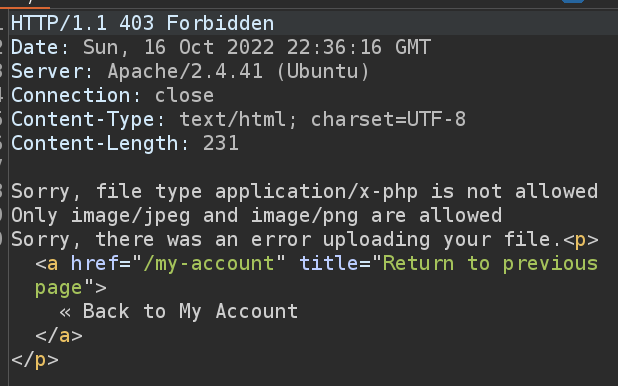 HTTP/1.1 403 Forbidden
Date: Sun, 16 Oct 2022 22:36:16 GMT
Server: Apache/2.4.41 (Ubuntu)
Connection: close
Content-Type: text/html; charset=UTF-8
Content-Length: 231
Sorry, file type application/x-php is not allowed
Only image/jpeg and image/png are allowed
Sorry, there was an error uploading your file.<p>
<a href="/my-account" title="Return to previous
page">
« Back to My Account
</a>
</p>